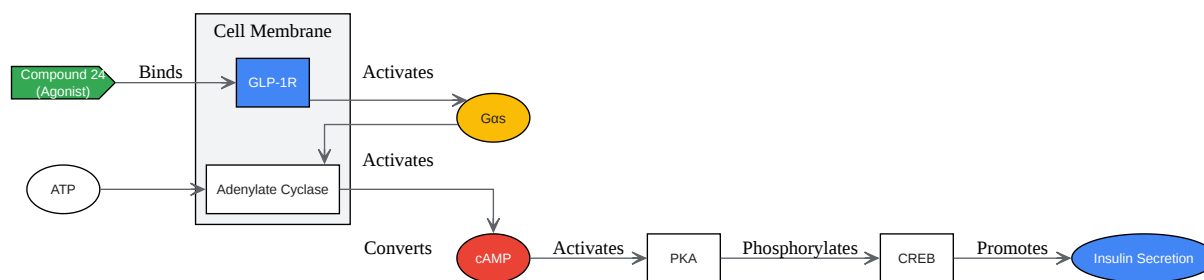 Cell Membrane
Compound 24
(Agonist)
Binds
GLP-1R
Activates
Gαs
Activates
ATP
Adenylate Cyclase
Converts
cAMP
Activates
PKA
Phosphorylates
CREB
Promotes
Insulin Secretion